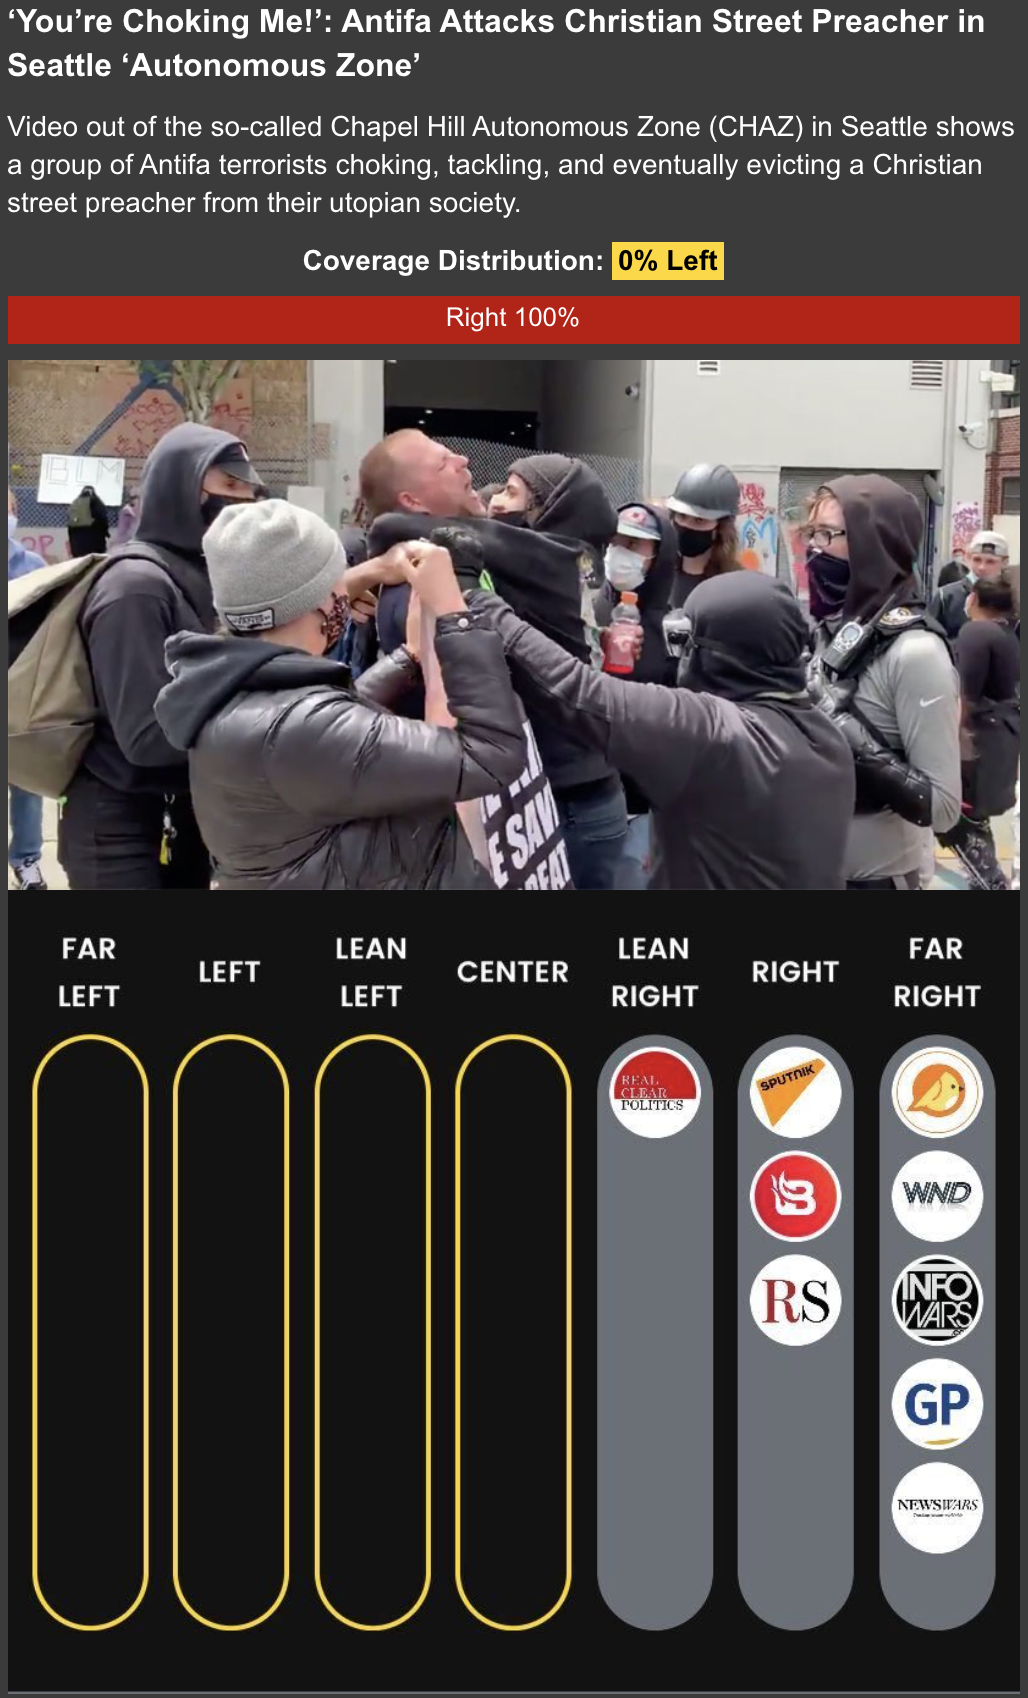 ‘You’re Choking Me!’: Antifa Attacks Christian Street Preacher in
Seattle ‘Autonomous Zone’
Video out of the so-called Chapel Hill Autonomous Zone (CHAZ) in Seattle shows
a group of Antifa terrorists choking, tackling, and eventually evicting a Christian
street preacher from their utopian society.
Coverage Distribution: 0% Left
Right 100%
BLM
E SAV
FAR
LEFT
LEFT
LEAN
LEFT
CENTER
LEAN
RIGHT
RIGHT
FAR
RIGHT
REAL
CLEAR
POLITICS
SPUTNIK
B
RS
WND
INFO
WARS
GP
NEWSWARS